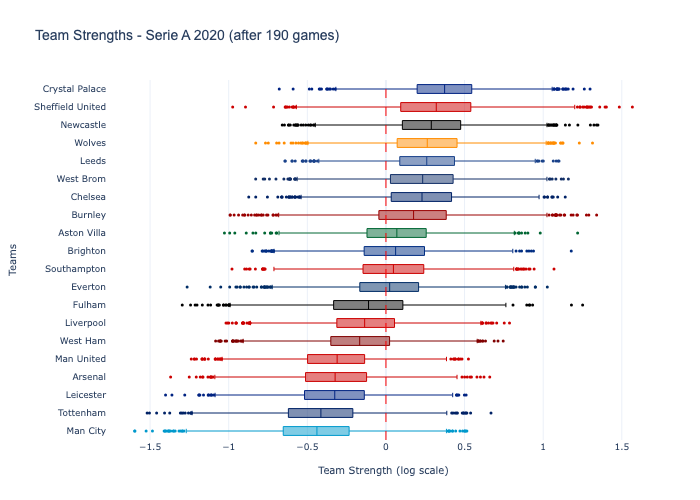 Team Strengths - Serie A 2020 (after 190 games)
Crystal Palace
Sheffield United
Newcastle
Wolves
Leeds
West Brom
Chelsea
Burnley
Aston Villa
Brighton
Southampton
Everton
Fulham
Liverpool
West Ham
Man United
Arsenal
Leicester
Tottenham
Man City
Teams
−1.5 −1 −0.5 0 0.5 1 1.5
Team Strength (log scale)